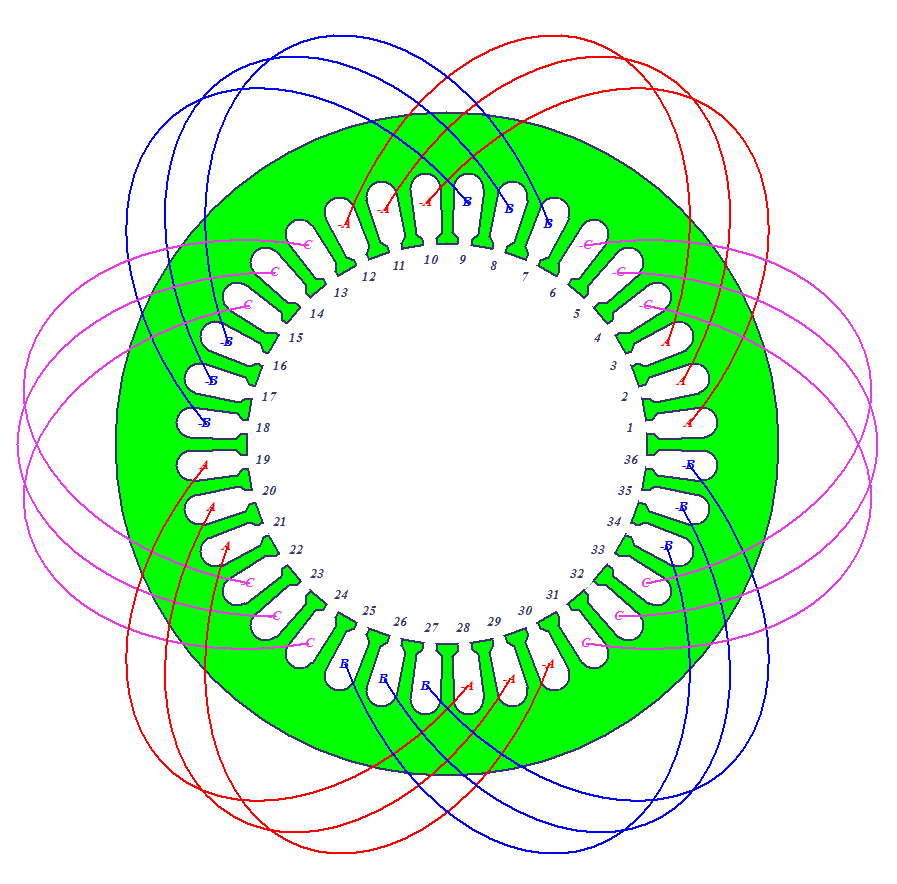 -A B
-A B
-A B
C -C
11 10 9 8
C -C
12 7
13 6
C -C
14 5
15 4
-B A
16 3
-B A
17 2
-B A
18 1
19 36
A -B
20 35
A -B
21 34
A -B
22 33
23 32
C C
24 31
25 30
C C
26 29
27 28
C C
B -A
B -A
B -A